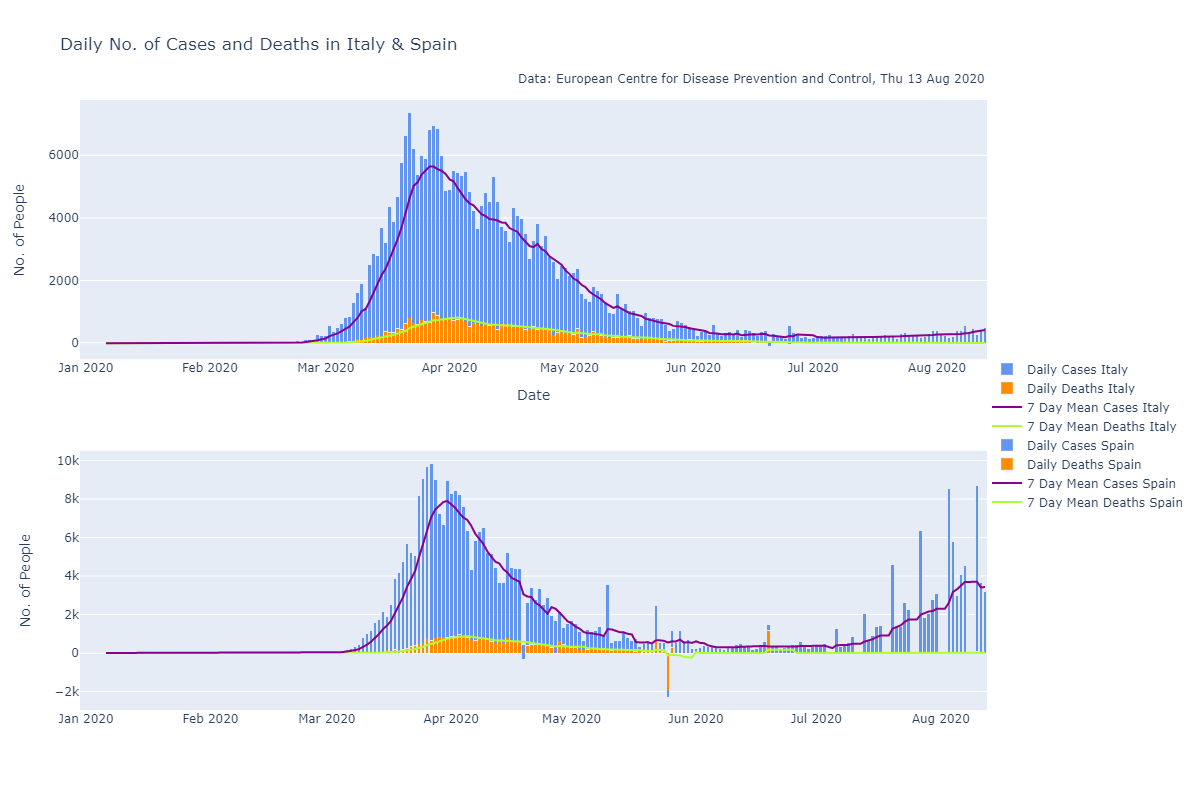 Daily No. of Cases and Deaths in Italy & Spain
Data: European Centre for Disease Prevention and Control, Thu 13 Aug 2020
No. of People
6000
4000
2000
0
Jan 2020 Feb 2020 Mar 2020 Apr 2020 May 2020 Jun 2020 Jul 2020 Aug 2020
Date
Daily Cases Italy
Daily Deaths Italy
7 Day Mean Cases Italy
7 Day Mean Deaths Italy
Daily Cases Spain
Daily Deaths Spain
7 Day Mean Cases Spain
7 Day Mean Deaths Spain
No. of People
10k
8k
6k
4k
2k
0
−2k
Jan 2020 Feb 2020 Mar 2020 Apr 2020 May 2020 Jun 2020 Jul 2020 Aug 2020